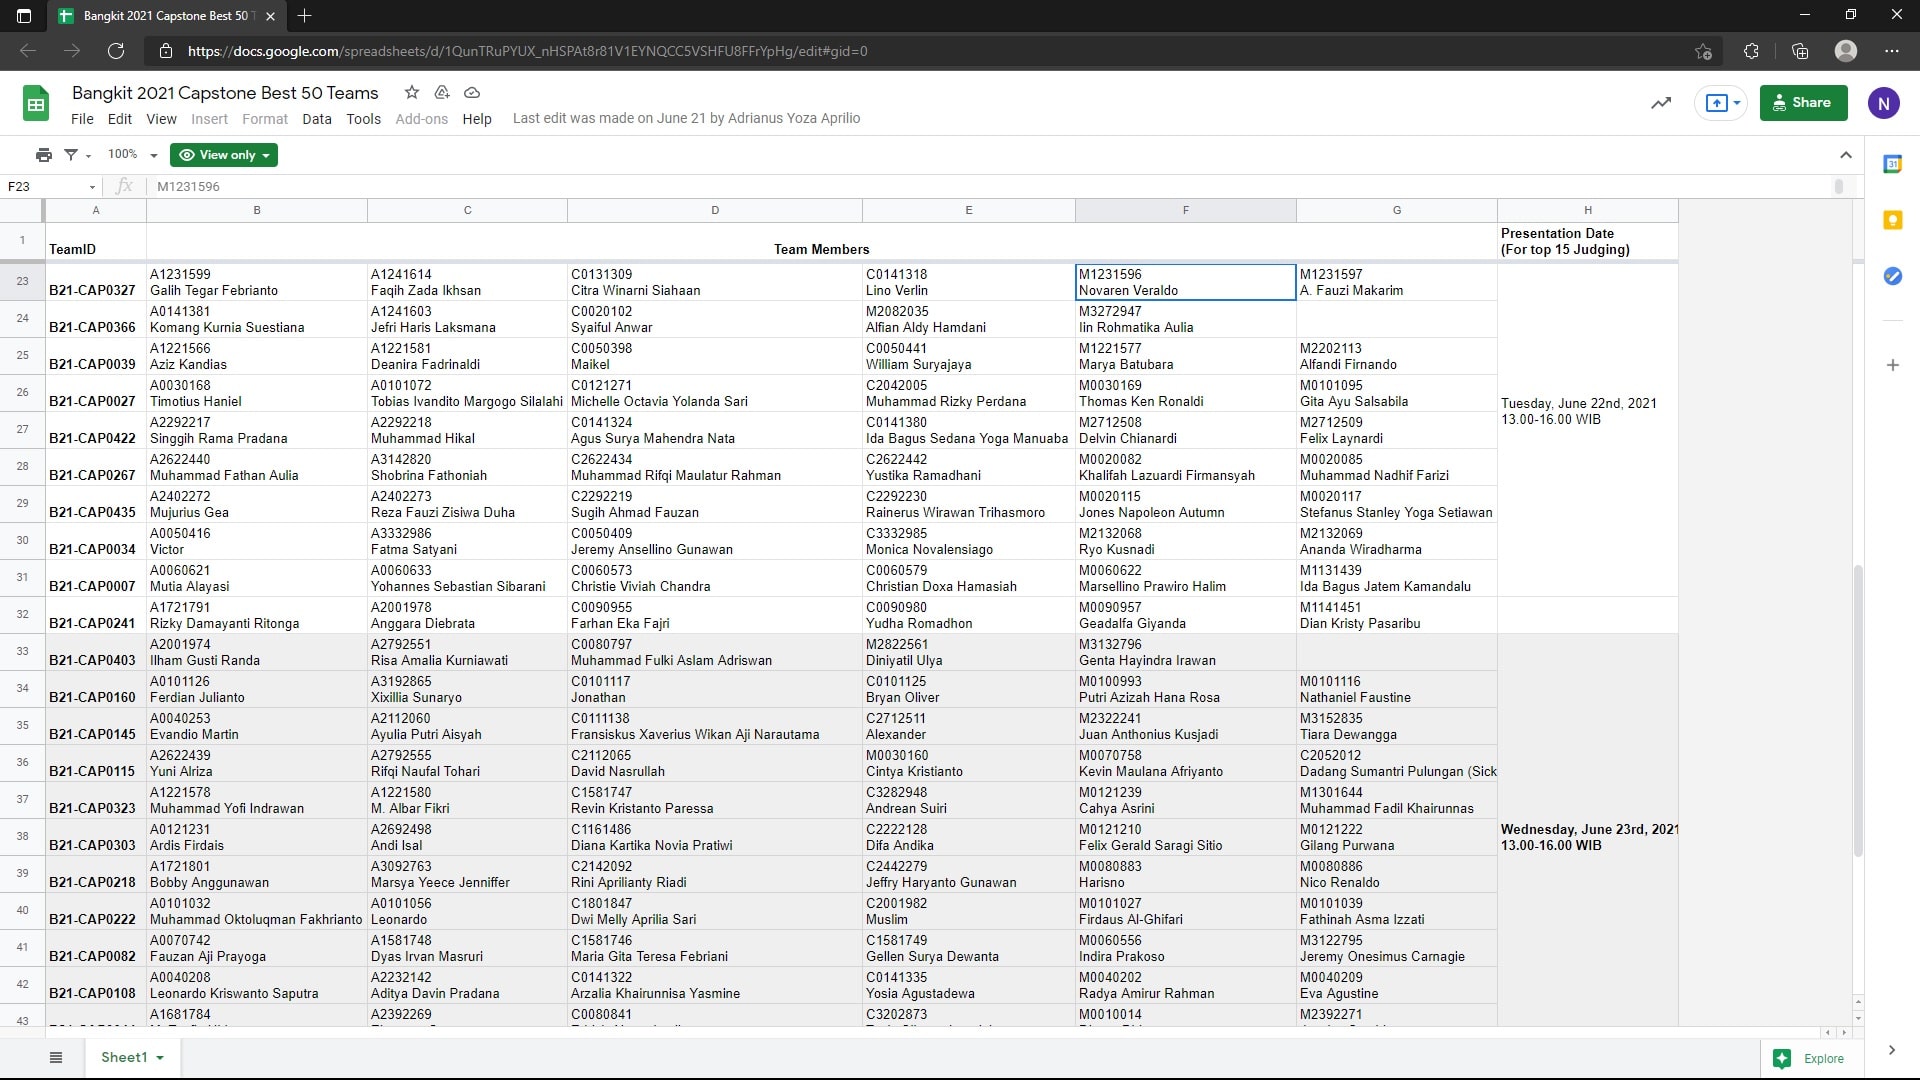 Bangkit 2021 Capstone Best 50 T
https://docs.google.com/spreadsheets/d/1QunTRuPYUX_nHSPAt8r81V1EYNQCC5VSHFU8FFrYpHg/edit#gid=0
Bangkit 2021 Capstone Best 50 Teams
File Edit View Insert Format Data Tools Add-ons Help Last edit was made on June 21 by Adrianus Yoza Aprilio
Share
N
100% View only
31
F23 fx M1231596
A B C D E F G H
1 TeamID Team Members Presentation Date
(For top 15 Judging)
23 A1231599 A1241614 C0131309 C0141318 M1231596 M1231597
B21-CAP0327 Galih Tegar Febrianto Faqih Zada Ikhsan Citra Winarni Siahaan Lino Verlin Novaren Veraldo A. Fauzi Makarim
24 A0141381 A1241603 C0020102 M2082035 M3272947
B21-CAP0366 Komang Kurnia Suestiana Jefri Haris Laksmana Syaiful Anwar Alfian Aldy Hamdani Iin Rohmatika Aulia
25 A1221566 A1221581 C0050398 C0050441 M1221577 M2202113
B21-CAP0039 Aziz Kandias Deanira Fadrinaldi Maikel William Suryajaya Marya Batubara Alfandi Firnando
26 A0030168 A0101072 C0121271 C2042005 M0030169 M0101095
B21-CAP0027 Timotius Haniel Tobias Ivandito Margogo Silalahi Michelle Octavia Yolanda Sari Muhammad Rizky Perdana Thomas Ken Ronaldi Gita Ayu Salsabila
Tuesday, June 22nd, 2021
13.00-16.00 WIB
27 A2292217 A2292218 C0141324 C0141380 M2712508 M2712509
B21-CAP0422 Singgih Rama Pradana Muhammad Hikal Agus Surya Mahendra Nata Ida Bagus Sedana Yoga Manuaba Delvin Chianardi Felix Laynardi
28 A2622440 A3142820 C2622434 C2622442 M0020082 M0020085
B21-CAP0267 Muhammad Fathan Aulia Shobrina Fathoniah Muhammad Rifqi Maulatur Rahman Yustika Ramadhani Khalifah Lazuardi Firmansyah Muhammad Nadhif Farizi
29 A2402272 A2402273 C2292219 C2292230 M0020115 M0020117
B21-CAP0435 Mujurius Gea Reza Fauzi Zisiwa Duha Sugih Ahmad Fauzan Rainerus Wirawan Trihasmoro Jones Napoleon Autumn Stefanus Stanley Yoga Setiawan
30 A0050416 A3332986 C0050409 C3332985 M2132068 M2132069
B21-CAP0034 Victor Fatma Satyani Jeremy Ansellino Gunawan Monica Novalensiago Ryo Kusnadi Ananda Wiradharma
31 A0060621 A0060633 C0060573 C0060579 M0060622 M1131439
B21-CAP0007 Mutia Alayasi Yohannes Sebastian Sibarani Christie Viviah Chandra Christian Doxa Hamasiah Marsellino Prawiro Halim Ida Bagus Jatem Kamandalu
32 A1721791 A2001978 C0090955 C0090980 M0090957 M1141451
B21-CAP0241 Rizky Damayanti Ritonga Anggara Diebrata Farhan Eka Fajri Yudha Romadhon Geadalfa Giyanda Dian Kristy Pasaribu
33 A2001974 A2792551 C0080797 M2822561 M3132796
B21-CAP0403 Ilham Gusti Randa Risa Amalia Kurniawati Muhammad Fulki Aslam Adriswan Diniyatil Ulya Genta Hayindra Irawan
34 A0101126 A3192865 C0101117 C0101125 M0100993 M0101116
B21-CAP0160 Ferdian Julianto Xixillia Sunaryo Jonathan Bryan Oliver Putri Azizah Hana Rosa Nathaniel Faustine
35 A0040253 A2112060 C0111138 C2712511 M2322241 M3152835
B21-CAP0145 Evandio Martin Ayulia Putri Aisyah Fransiskus Xaverius Wikan Aji Narautama Alexander Juan Anthonius Kusjadi Tiara Dewangga
36 A2622439 A2792555 C2112065 M0030160 M0070758 C2052012
B21-CAP0115 Yuni Alriza Rifqi Naufal Tohari David Nasrullah Cintya Kristianto Kevin Maulana Afriyanto Dadang Sumantri Pulungan (Sick
37 A1221578 A1221580 C1581747 C3282948 M0121239 M1301644
B21-CAP0323 Muhammad Yofi Indrawan M. Albar Fikri Revin Kristanto Paressa Andrean Suiri Cahya Asrini Muhammad Fadil Khairunnas
38 A0121231 A2692498 C1161486 C2222128 M0121210 M0121222 Wednesday, June 23rd, 2021
B21-CAP0303 Ardis Firdais Andi Isal Diana Kartika Novia Pratiwi Difa Andika Felix Gerald Saragi Sitio Gilang Purwana 13.00-16.00 WIB
39 A1721801 A3092763 C2142092 C2442279 M0080883 M0080886
B21-CAP0218 Bobby Anggunawan Marsya Yeece Jenniffer Rini Aprilianty Riadi Jeffry Haryanto Gunawan Harisno Nico Renaldo
40 A0101032 A0101056 C1801847 C2001982 M0101027 M0101039
B21-CAP0222 Muhammad Oktoluqman Fakhrianto Leonardo Dwi Melly Aprilia Sari Muslim Firdaus Al-Ghifari Fathinah Asma Izzati
41 A0070742 A1581748 C1581746 C1581749 M0060556 M3122795
B21-CAP0082 Fauzan Aji Prayoga Dyas Irvan Masruri Maria Gita Teresa Febriani Gellen Surya Dewanta Indira Prakoso Jeremy Onesimus Carnagie
42 A0040208 A2232142 C0141322 C0141335 M0040202 M0040209
B21-CAP0108 Leonardo Kriswanto Saputra Aditya Davin Pradana Arzalia Khairunnisa Yasmine Yosia Agustadewa Radya Amirur Rahman Eva Agustine
43 A1681784 A2392269 C0080841 C3202873 M0010014 M2392271
Sheet1 Explore